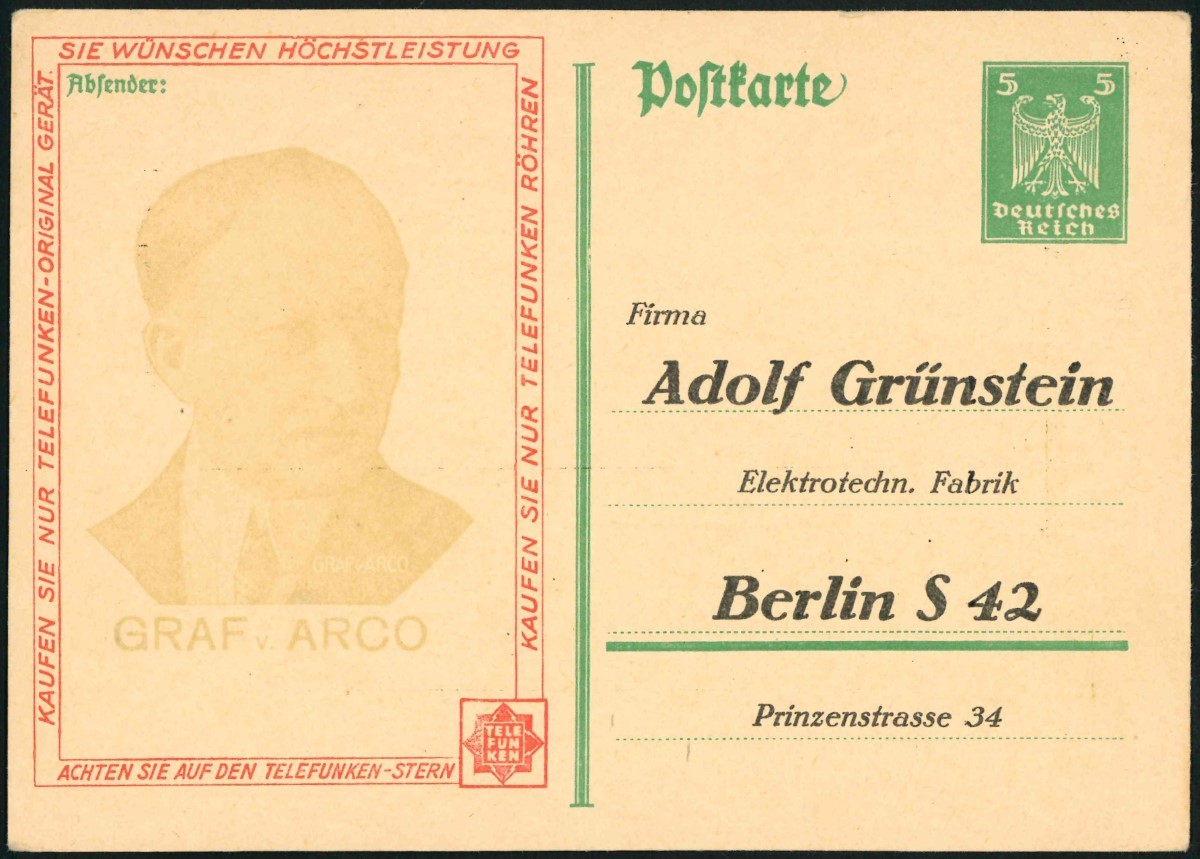 SIE WÜNSCHEN HÖCHSTLEISTUNG
KAUFEN SIE NUR TELEFUNKEN-ORIGINAL GERÄT.
Absender:
KAUFEN SIE NUR TELEFUNKEN RÖHREN
GRAF v. ARCO
GRAF v. ARCO
ACHTEN SIE AUF DEN TELEFUNKEN-STERN
TELE
FUN
KEN
Postkarte
5 5
Deutsches
Reich
Firma
Adolf Grünstein
Elektrotechn. Fabrik
Berlin S 42
Prinzenstrasse 34